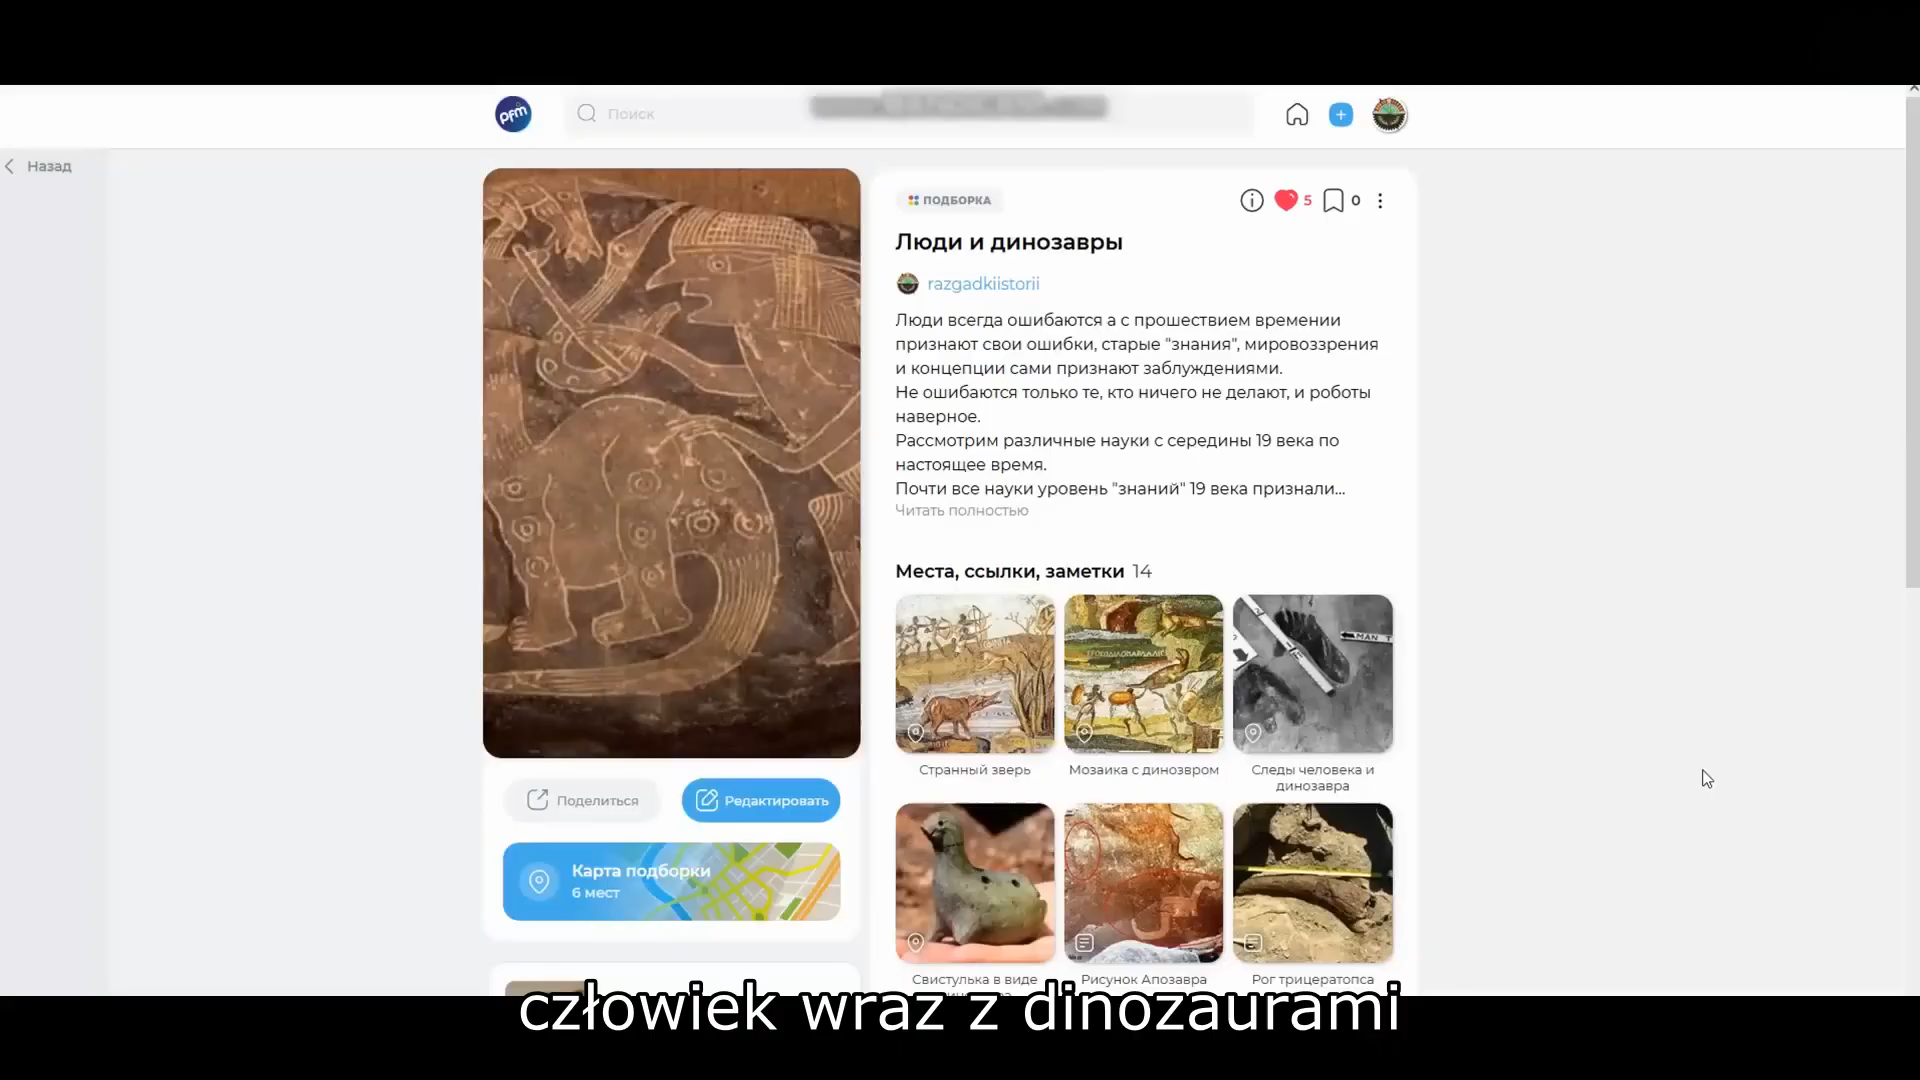 pfm
Поиск
Назад
ПОДБОРКА
5
0
Люди и динозавры
razgadkiistorii
Люди всегда ошибаются а с прошествием времении
признают свои ошибки, старые "знания", мировоззрения
и концепции сами признают заблуждениями.
Не ошибаются только те, кто ничего не делают, и роботы
наверное.
Рассмотрим различные науки с середины 19 века по
настоящее время.
Почти все науки уровень "знаний" 19 века признали...
Читать полностью
Места, ссылки, заметки 14
MAN T
Странный зверь
Мозаика с динозвром
Следы человека и
динозавра
Поделиться
Редактировать
Карта подборки
6 мест
Свистулька в виде
Рисунок Апозавра
Рог трицератопса
człowiek wraz z dinozaurami